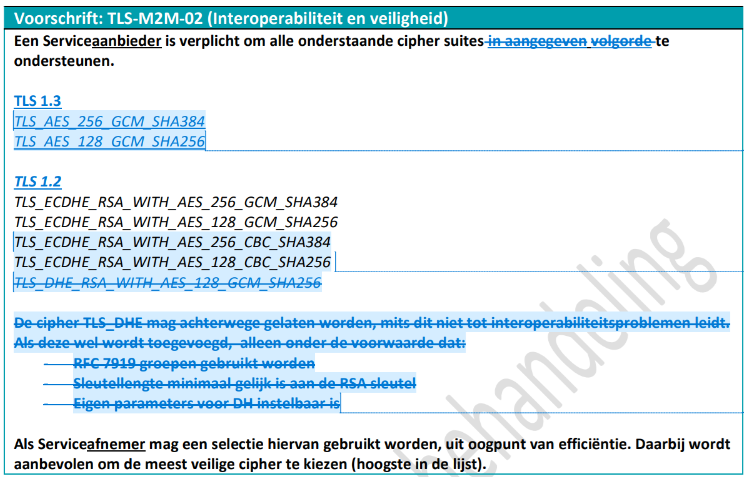 Voorschrift: TLS-M2M-02 (Interoperabiliteit en veiligheid)
Een Serviceaanbieder is verplicht om alle onderstaande cipher suites in aangegeven volgorde te
ondersteunen.
TLS 1.3
TLS_AES_256_GCM_SHA384
TLS_AES_128_GCM_SHA256
TLS 1.2
TLS_ECDHE_RSA_WITH_AES_256_GCM_SHA384
TLS_ECDHE_RSA_WITH_AES_128_GCM_SHA256
TLS_ECDHE_RSA_WITH_AES_256_CBC_SHA384
TLS_ECDHE_RSA_WITH_AES_128_CBC_SHA256
TLS_DHE_RSA_WITH_AES_128_GCM_SHA256
De cipher TLS_DHE mag achterwege gelaten worden, mits dit niet tot interoperabiliteitsproblemen leidt.
Als deze wel wordt toegevoegd, alleen onder de voorwaarde dat:
- RFC 7919 groepen gebruikt worden
- Sleutellengte minimaal gelijk is aan de RSA sleutel
- Eigen parameters voor DH instelbaar is
Als Serviceafnemer mag een selectie hiervan gebruikt worden, uit oogpunt van efficiëntie. Daarbij wordt
aanbevolen om de meest veilige cipher te kiezen (hoogste in de lijst).
behandeling